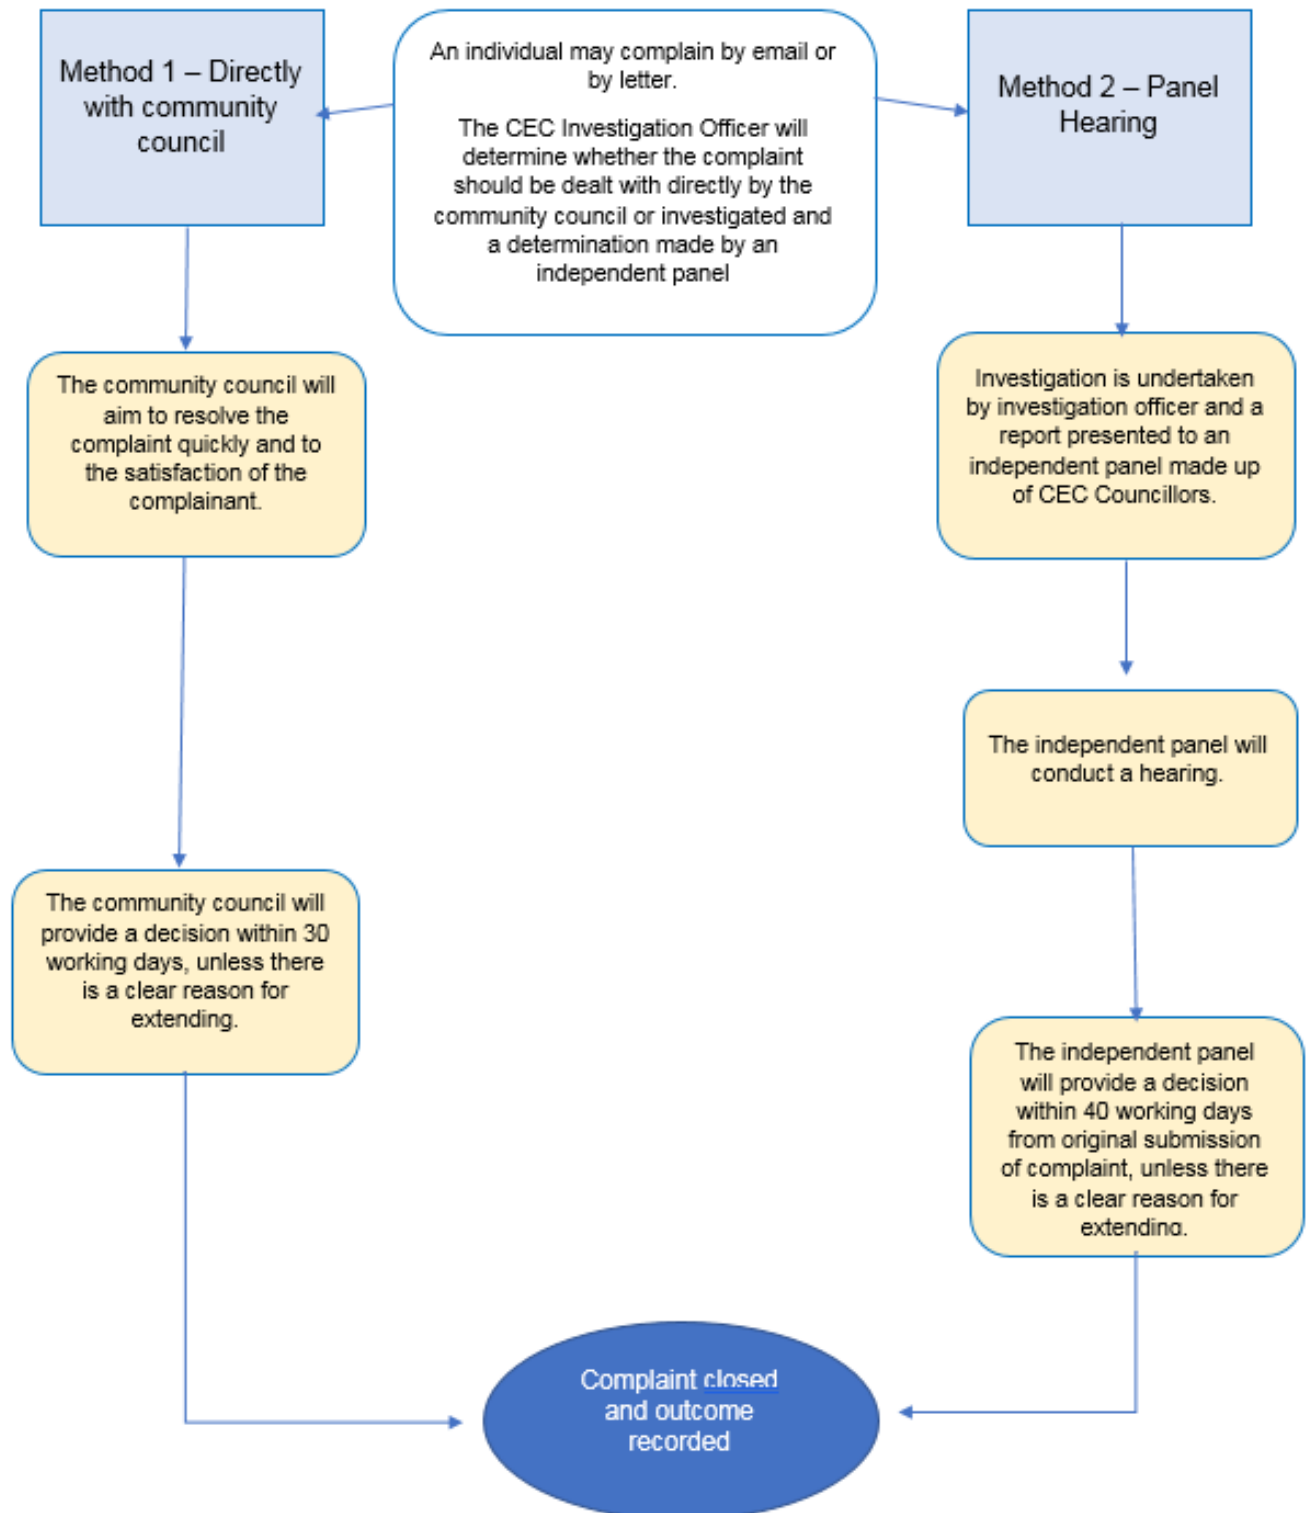 Method 1 – Directly
with community
council
An individual may complain by email or
by letter.
The CEC Investigation Officer will
determine whether the complaint
should be dealt with directly by the
community council or investigated and
a determination made by an
independent panel
Method 2 – Panel
Hearing
The community council will
aim to resolve the
complaint quickly and to
the satisfaction of the
complainant.
Investigation is undertaken
by investigation officer and a
report presented to an
independent panel made up
of CEC Councillors.
The independent panel will
conduct a hearing.
The community council will
provide a decision within 30
working days, unless there
is a clear reason for
extending.
The independent panel
will provide a decision
within 40 working days
from original submission
of complaint, unless there
is a clear reason for
extending.
Complaint closed
and outcome
recorded